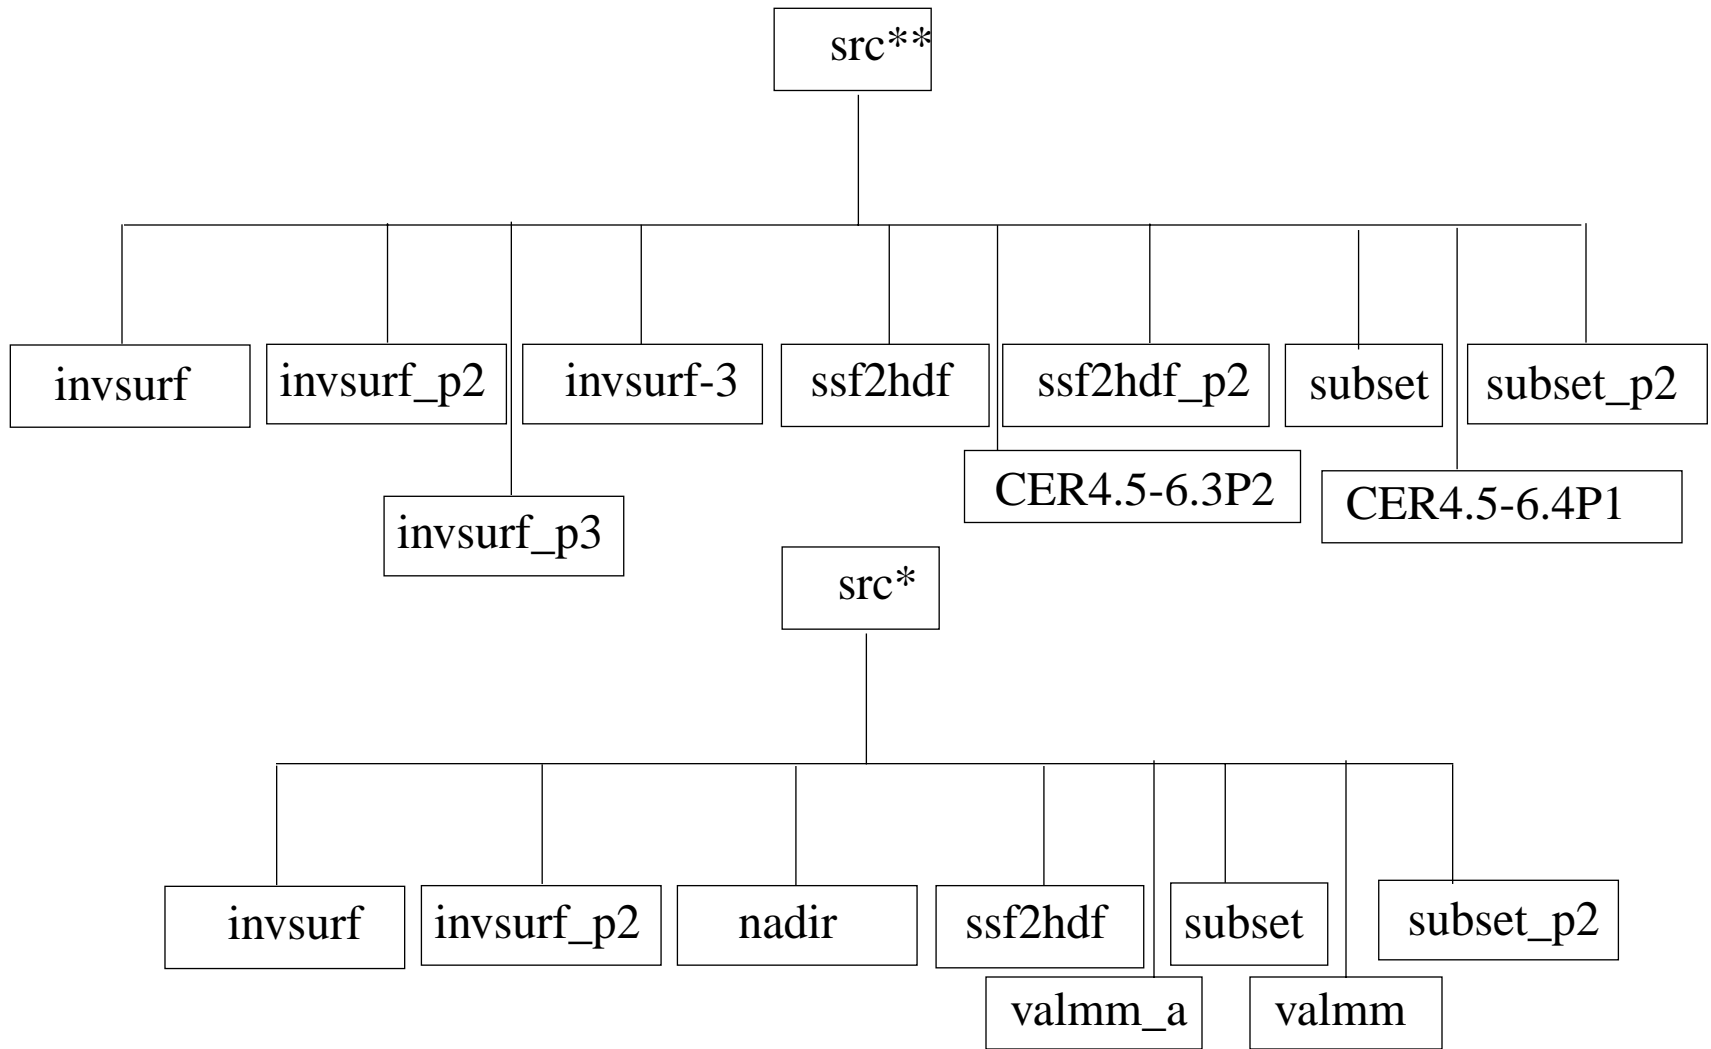 src**
invsurf
invsurf_p2
invsurf-3
ssf2hdf
ssf2hdf_p2
subset
subset_p2
CER4.5-6.3P2
CER4.5-6.4P1
invsurf_p3
src*
invsurf
invsurf_p2
nadir
ssf2hdf
subset
subset_p2
valmm_a
valmm